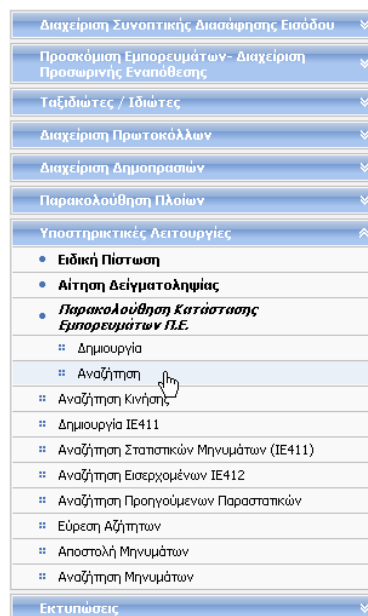 Διαχείριση Συνοπτικής Διασάφησης Εισόδου
Προσκόμιση Εμπορευμάτων- Διαχείριση
Προσωρινής Εναπόθεσης
Ταξιδιώτες / Ιδιώτες
Διαχείριση Πρωτοκόλλων
Διαχείριση Δημοπρασιών
Παρακολούθηση Πλοίων
Υποστηρικτικές Λειτουργίες
Ειδική Πίστωση
Αίτηση Δείγματοληψίας
Παρακολούθηση Κατάστασης
Εμπορευμάτων Π.Ε.
Δημιουργία
Αναζήτηση
Αναζήτηση Κινήσης
Δημιουργία ΙΕ411
Αναζήτηση Στατιστικών Μηνυμάτων (ΙΕ411)
Αναζήτηση Εισερχομένων ΙΕ412
Αναζήτηση Προηγούμενων Παραστατικών
Εύρεση Αζήτητων
Αποστολή Μηνυμάτων
Αναζήτηση Μηνυμάτων
Εκτυπώσεις